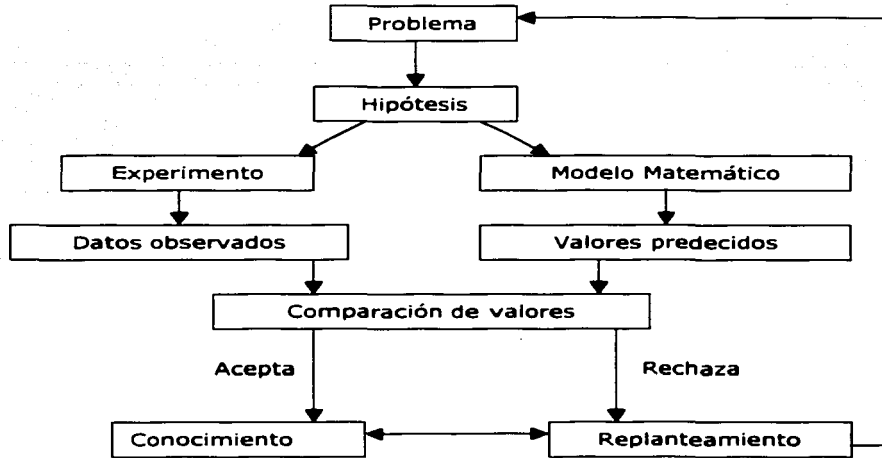 Problema
Hipótesis
Experimento
Modelo Matemático
Datos observados
Valores predecidos
Comparación de valores
Acepta
Rechaza
Conocimiento
Replanteamiento